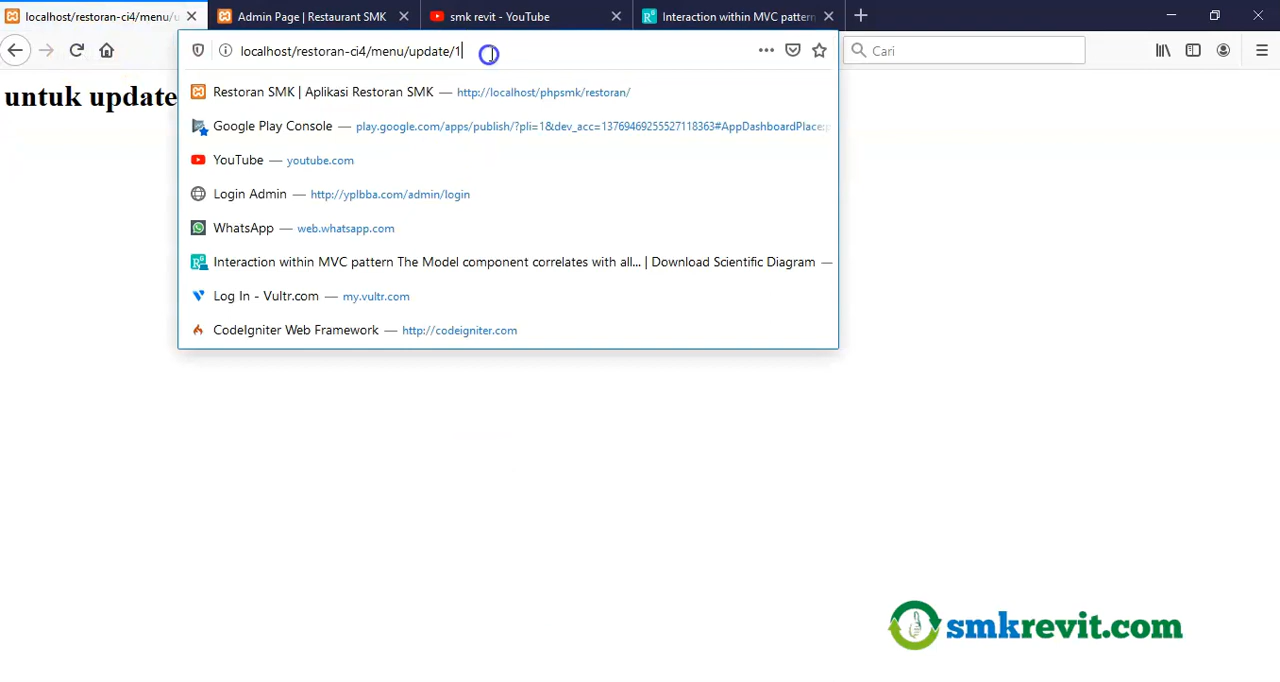 localhost/restoran-ci4/menu/u
Admin Page | Restaurant SMK
smk revit - YouTube
Interaction within MVC pattern
localhost/restoran-ci4/menu/update/1
Cari
untuk update
Restoran SMK | Aplikasi Restoran SMK — http://localhost/phpsmk/restoran/
Google Play Console — play.google.com/apps/publish/?pli=1&dev_acc=13769469255527118363#AppDashboardPlace:p
YouTube — youtube.com
Login Admin — http://yplbba.com/admin/login
WhatsApp — web.whatsapp.com
Interaction within MVC pattern The Model component correlates with all... | Download Scientific Diagram —
Log In - Vultr.com — my.vultr.com
CodeIgniter Web Framework — http://codeigniter.com
smkrevit.com